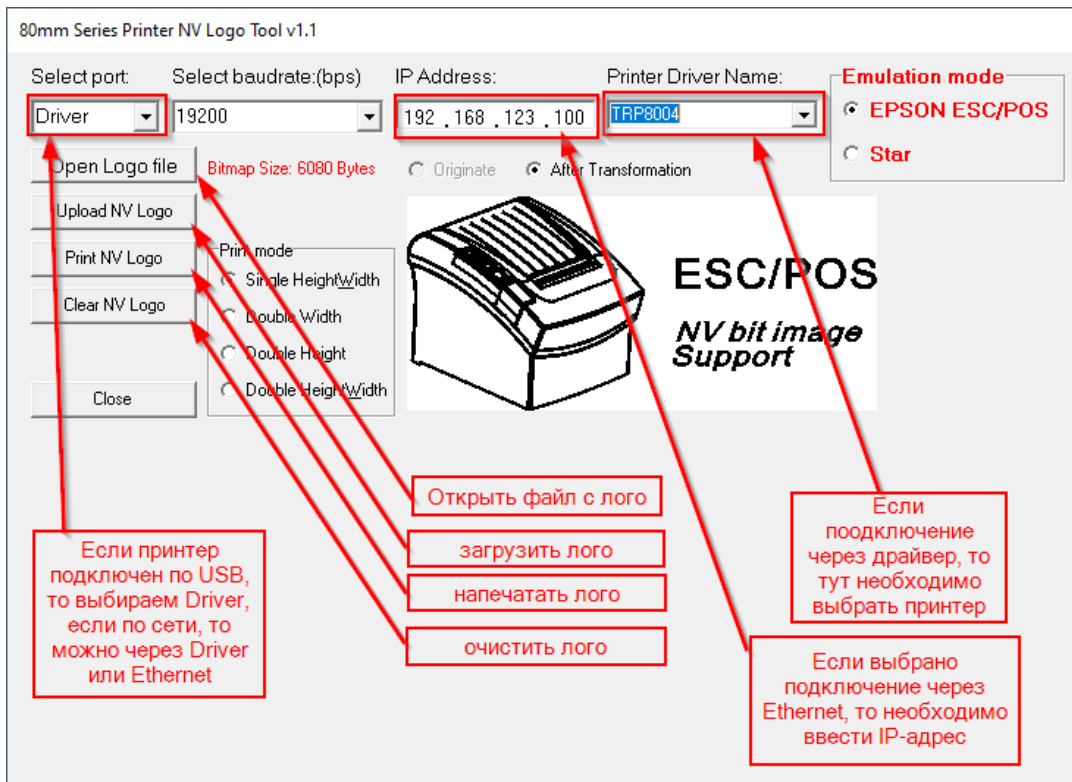 80mm Series Printer NV Logo Tool v1.1
Select port: Select baudrate:(bps) IP Address: Printer Driver Name: Emulation mode
Driver 19200 192 .168 .123 .100 TRP8004 EPSON ESC/POS
Star
Open Logo file Bitmap Size: 6080 Bytes Originate After Transformation
Upload NV Logo
Print NV Logo
Clear NV Logo
Close
Print mode
Single HeightWidth
Double Width
Double Height
Double HeightWidth
ESC/POS
NV bit image
Support
Открыть файл с лого
загрузить лого
напечатать лого
очистить лого
Если принтер
подключен по USB,
то выбираем Driver,
если по сети, то
можно через Driver
или Ethernet
Если
поодключение
через драйвер, то
тут необходимо
выбрать принтер
Если выбрано
подключение через
Ethernet, то необходимо
ввести IP-адрес